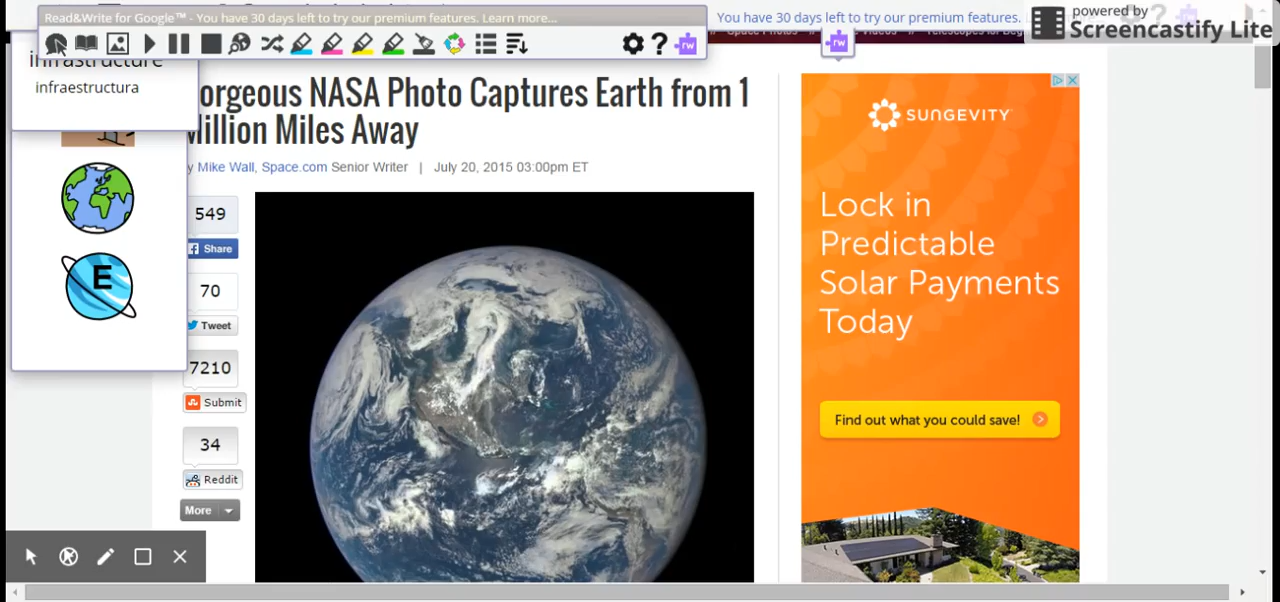 Read&Write for Google™ - You have 30 days left to try our premium features. Learn more...
You have 30 days left to try our premium features.
powered by
Screencastify Lite
rw
rw
infrastructure
infraestructura
E
orgeous NASA Photo Captures Earth from 1
Million Miles Away
y Mike Wall, Space.com Senior Writer | July 20, 2015 03:00pm ET
549
Share
70
Tweet
7210
Submit
34
Reddit
More
SUNGEVITY
Lock in
Predictable
Solar Payments
Today
Find out what you could save!